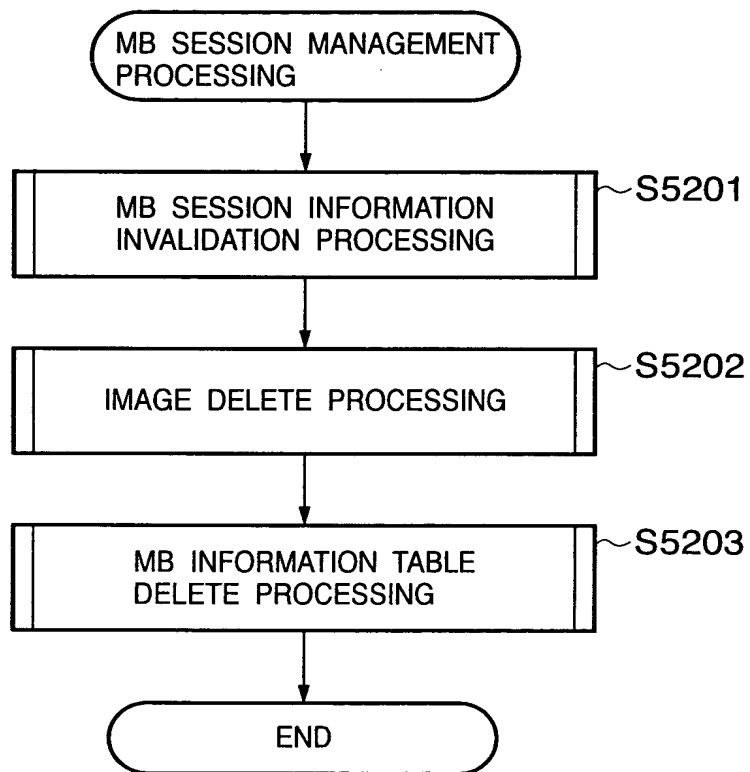 MB SESSION MANAGEMENT
PROCESSING
MB SESSION INFORMATION
INVALIDATION PROCESSING
S5201
IMAGE DELETE PROCESSING
S5202
MB INFORMATION TABLE
DELETE PROCESSING
S5203
END